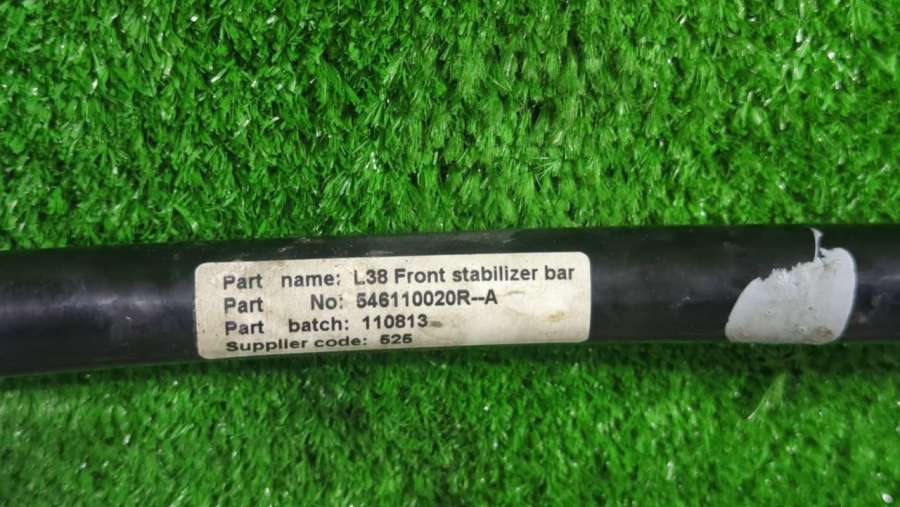 Part name: L38 Front stabilizer bar
Part No: 546110020R--A
Part batch: 110813
Supplier code: 525